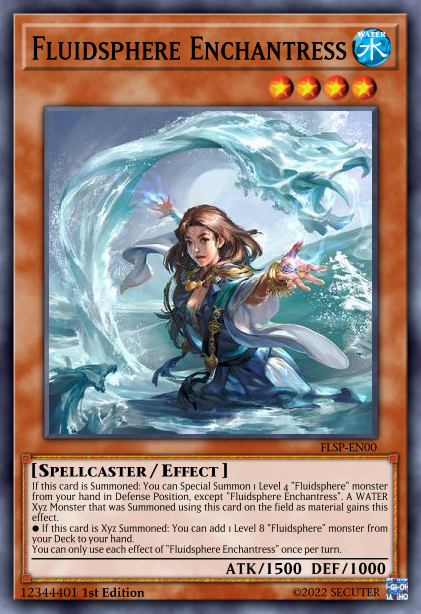 Fluidsphere Enchantress
WATER
水
FLSP-EN00
[Spellcaster / Effect]
If this card is Summoned: You can Special Summon 1 Level 4 "Fluidsphere" monster
from your hand in Defense Position, except "Fluidsphere Enchantress". A WATER
Xyz Monster that was Summoned using this card on the field as material gains this
effect.
● If this card is Xyz Summoned: You can add 1 Level 8 "Fluidsphere" monster from
your Deck to your hand.
You can only use each effect of "Fluidsphere Enchantress" once per turn.
ATK/1500 DEF/1000
12344401 1st Edition
©2022 SECUTER